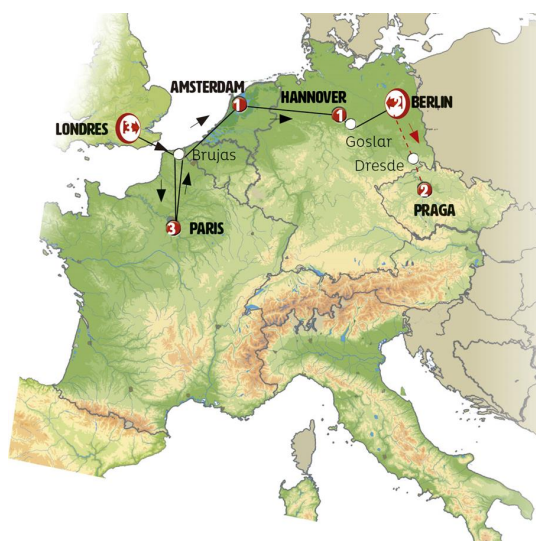 AMSTERDAM
1
HANNOVER
1
2
BERLIN
LONDRES
3
Goslar
Brujas
Dresde
2
PRAGA
3
PARIS